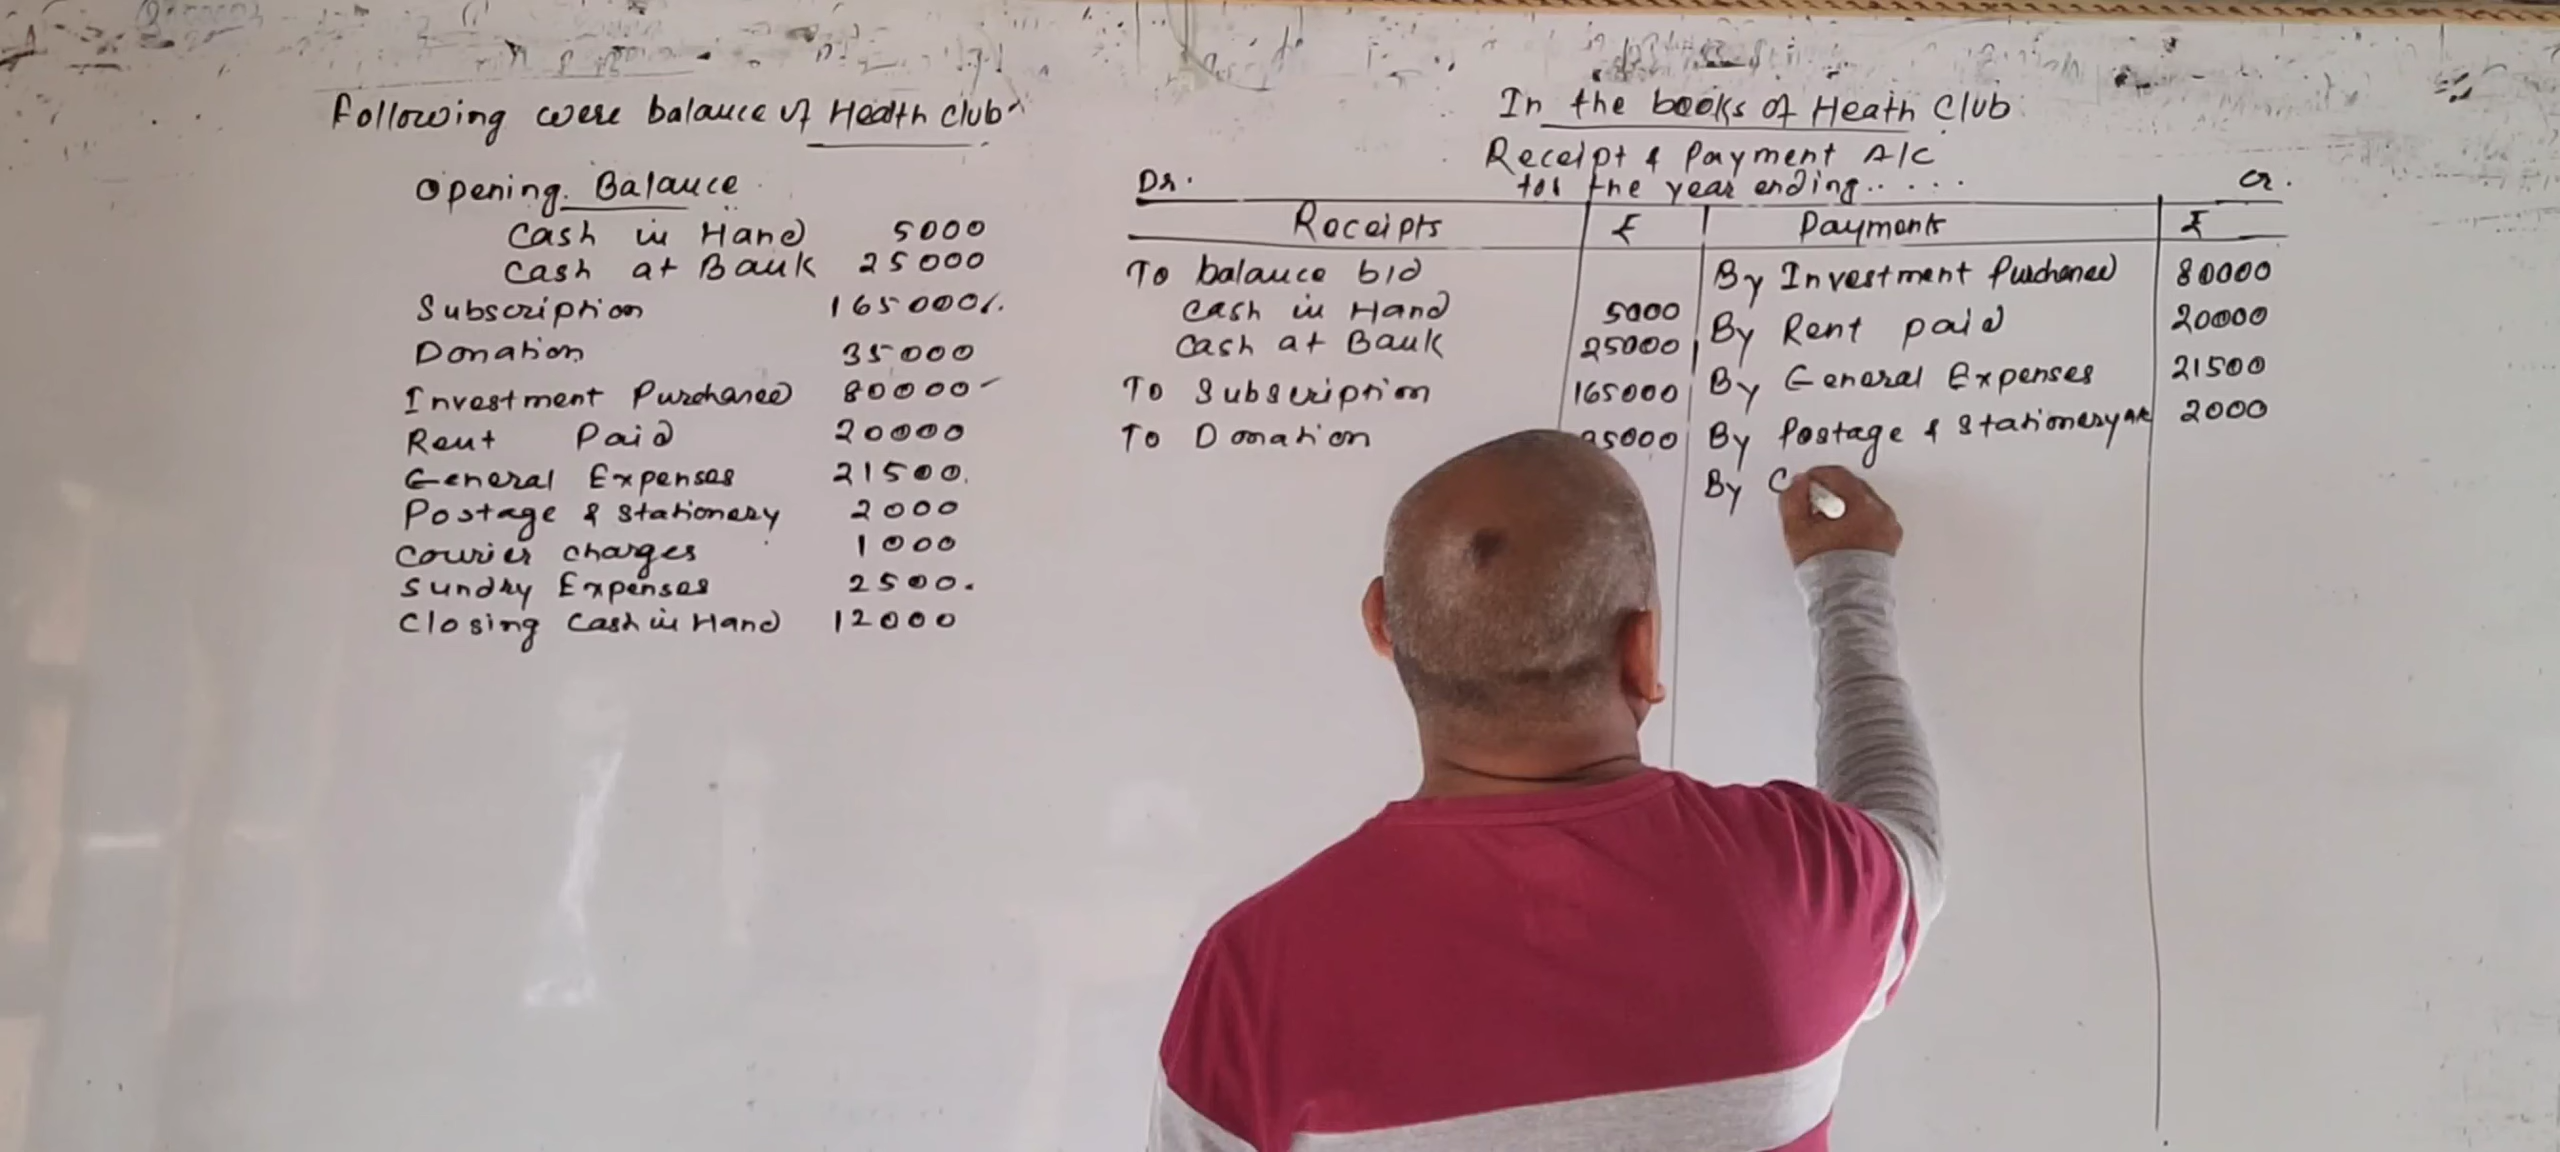 Following were balance of Health Club
Opening Balance
Cash in Hand 5000
Cash at Bank 25000
Subscription 165000/.
Donation 35000
Investment Purchased 80000
Rent Paid 20000
General Expenses 21500.
Postage & Stationery 2000
Courier charges 1000
Sundry Expenses 2500.
Closing Cash in Hand 12000
In the books of Heath Club
Receipt & Payment A/C
for the year ending.....
Dr. Cr.
Receipts ₹ Payments ₹
To balance b/d By Investment Purchased 80000
Cash in Hand 5000 By Rent paid 20000
Cash at Bank 25000 By General Expenses 21500
To Subscription 165000 By Postage & Stationery A/c 2000
To Donation 5000 By C